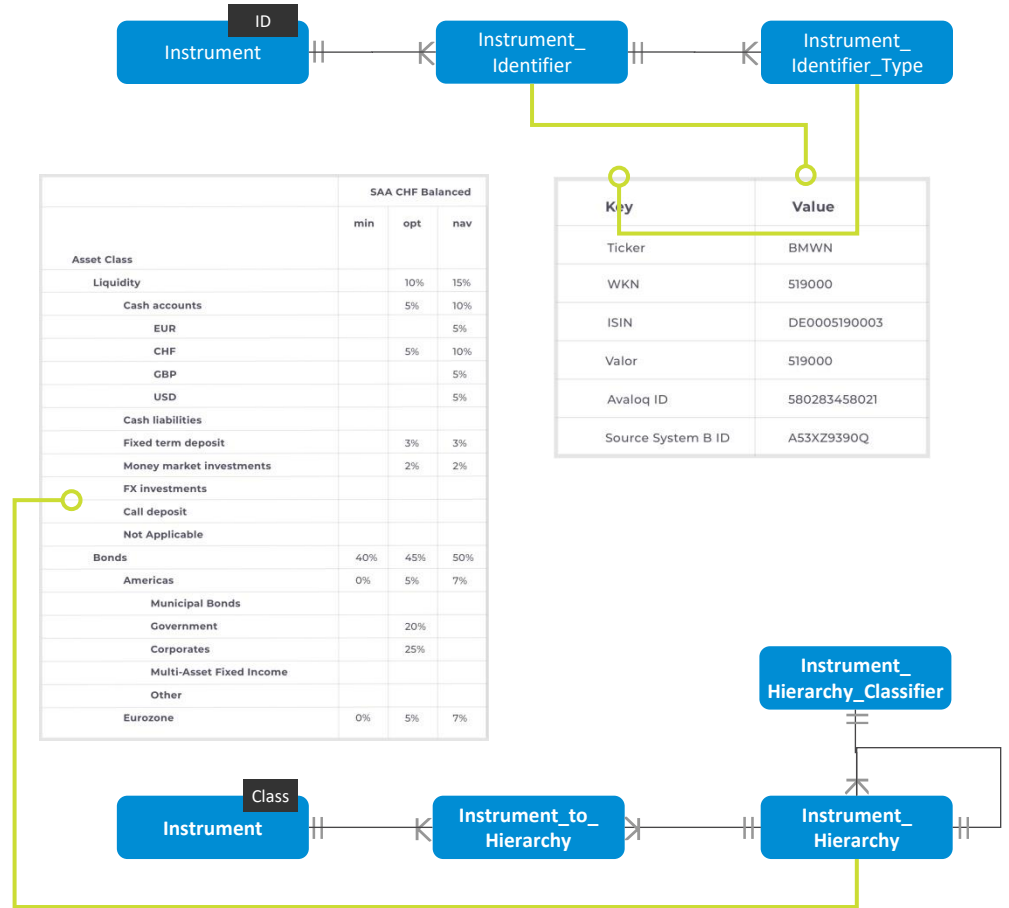 ID
Instrument
Instrument_
Identifier
Instrument_
Identifier_Type
SAA CHF Balanced
min opt nav
Asset Class
Liquidity 10% 15%
Cash accounts 5% 10%
EUR 5%
CHF 5% 10%
GBP 5%
USD 5%
Cash liabilities
Fixed term deposit 3% 3%
Money market investments 2% 2%
FX investments
Call deposit
Not Applicable
Bonds 40% 45% 50%
Americas 0% 5% 7%
Municipal Bonds
Government 20%
Corporates 25%
Multi-Asset Fixed Income
Other
Eurozone 0% 5% 7%
Key Value
Ticker BMWN
WKN 519000
ISIN DE0005190003
Valor 519000
Avaloq ID 580283458021
Source System B ID A53XZ9390Q
Instrument_
Hierarchy_Classifier
Class
Instrument
Instrument_to_
Hierarchy
Instrument_
Hierarchy